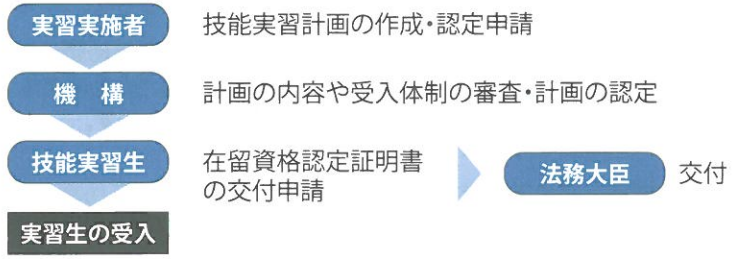 実習実施者 技能実習計画の作成・認定申請
機 構 計画の内容や受入体制の審査・計画の認定
技能実習生 在留資格認定証明書
の交付申請 法務大臣 交付
実習生の受入